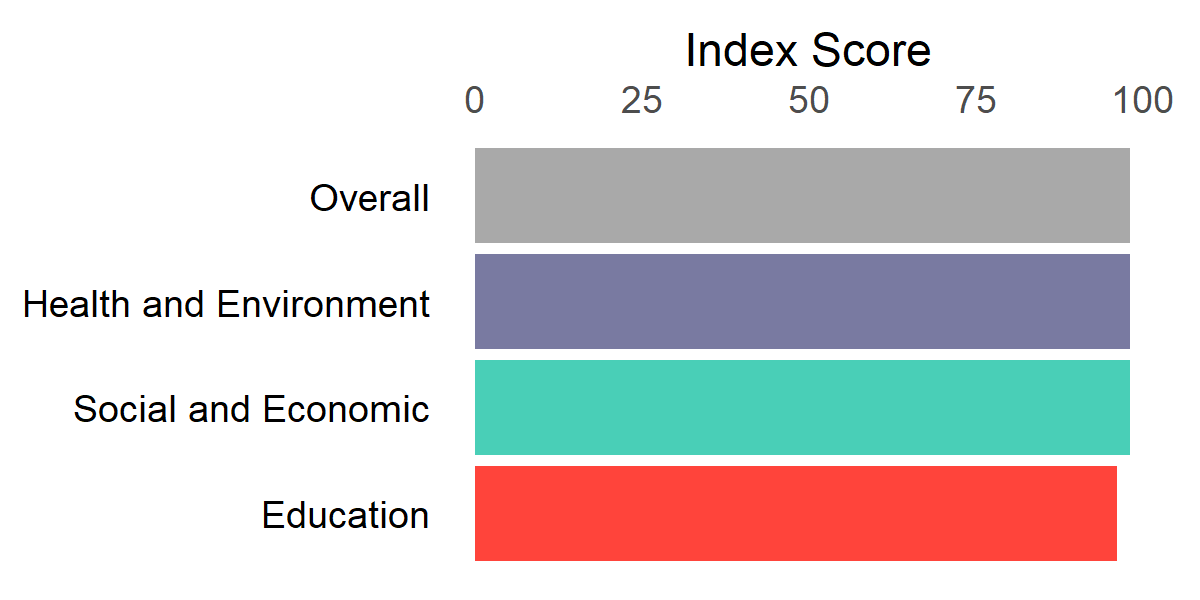 Index Score
0 25 50 75 100
Overall
Health and Environment
Social and Economic
Education